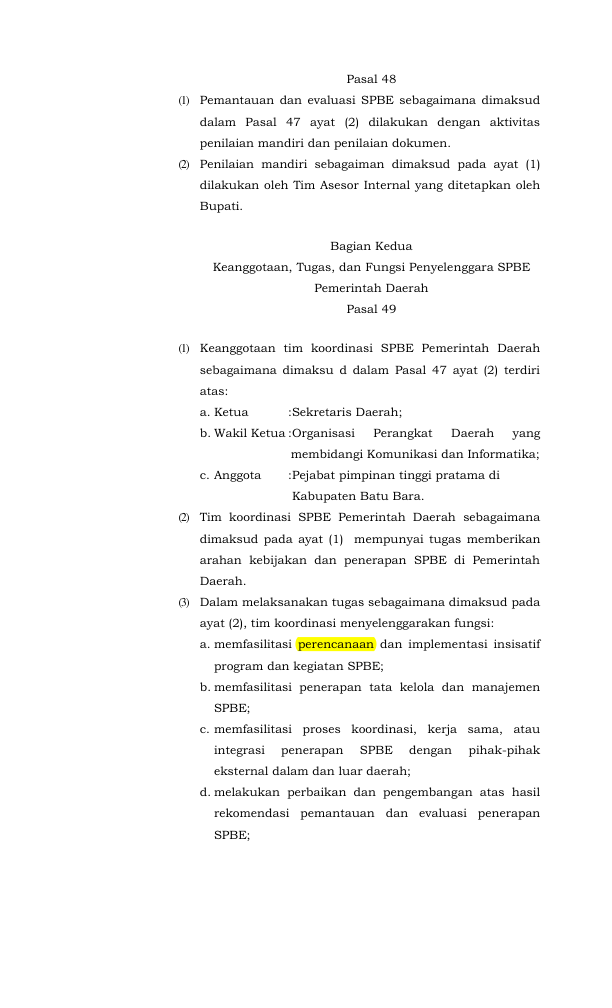 Pasal 48
(1) Pemantauan dan evaluasi SPBE sebagaimana dimaksud
dalam Pasal 47 ayat (2) dilakukan dengan aktivitas
penilaian mandiri dan penilaian dokumen.
(2) Penilaian mandiri sebagaiman dimaksud pada ayat (1)
dilakukan oleh Tim Asesor Internal yang ditetapkan oleh
Bupati.
Bagian Kedua
Keanggotaan, Tugas, dan Fungsi Penyelenggara SPBE
Pemerintah Daerah
Pasal 49
(1) Keanggotaan tim koordinasi SPBE Pemerintah Daerah
sebagaimana dimaksu d dalam Pasal 47 ayat (2) terdiri
atas:
a. Ketua :Sekretaris Daerah;
b. Wakil Ketua :Organisasi Perangkat Daerah yang
membidangi Komunikasi dan Informatika;
c. Anggota :Pejabat pimpinan tinggi pratama di
Kabupaten Batu Bara.
(2) Tim koordinasi SPBE Pemerintah Daerah sebagaimana
dimaksud pada ayat (1) mempunyai tugas memberikan
arahan kebijakan dan penerapan SPBE di Pemerintah
Daerah.
(3) Dalam melaksanakan tugas sebagaimana dimaksud pada
ayat (2), tim koordinasi menyelenggarakan fungsi:
a. memfasilitasi perencanaan dan implementasi insisatif
program dan kegiatan SPBE;
b. memfasilitasi penerapan tata kelola dan manajemen
SPBE;
c. memfasilitasi proses koordinasi, kerja sama, atau
integrasi penerapan SPBE dengan pihak-pihak
eksternal dalam dan luar daerah;
d. melakukan perbaikan dan pengembangan atas hasil
rekomendasi pemantauan dan evaluasi penerapan
SPBE;